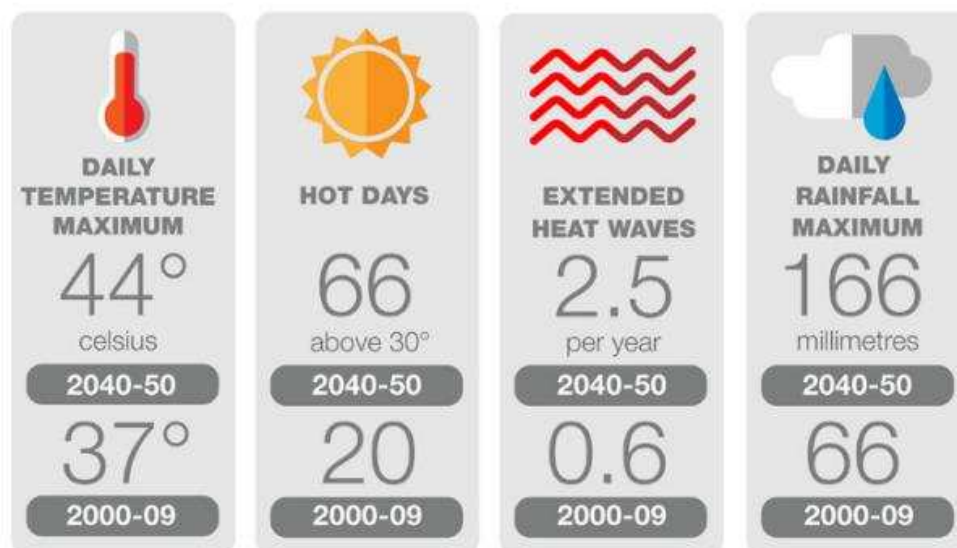 DAILY
TEMPERATURE
MAXIMUM
44°
celsius
2040-50
37°
2000-09
HOT DAYS
66
above 30°
2040-50
20
2000-09
EXTENDED
HEAT WAVES
2.5
per year
2040-50
0.6
2000-09
DAILY
RAINFALL
MAXIMUM
166
millimetres
2040-50
66
2000-09